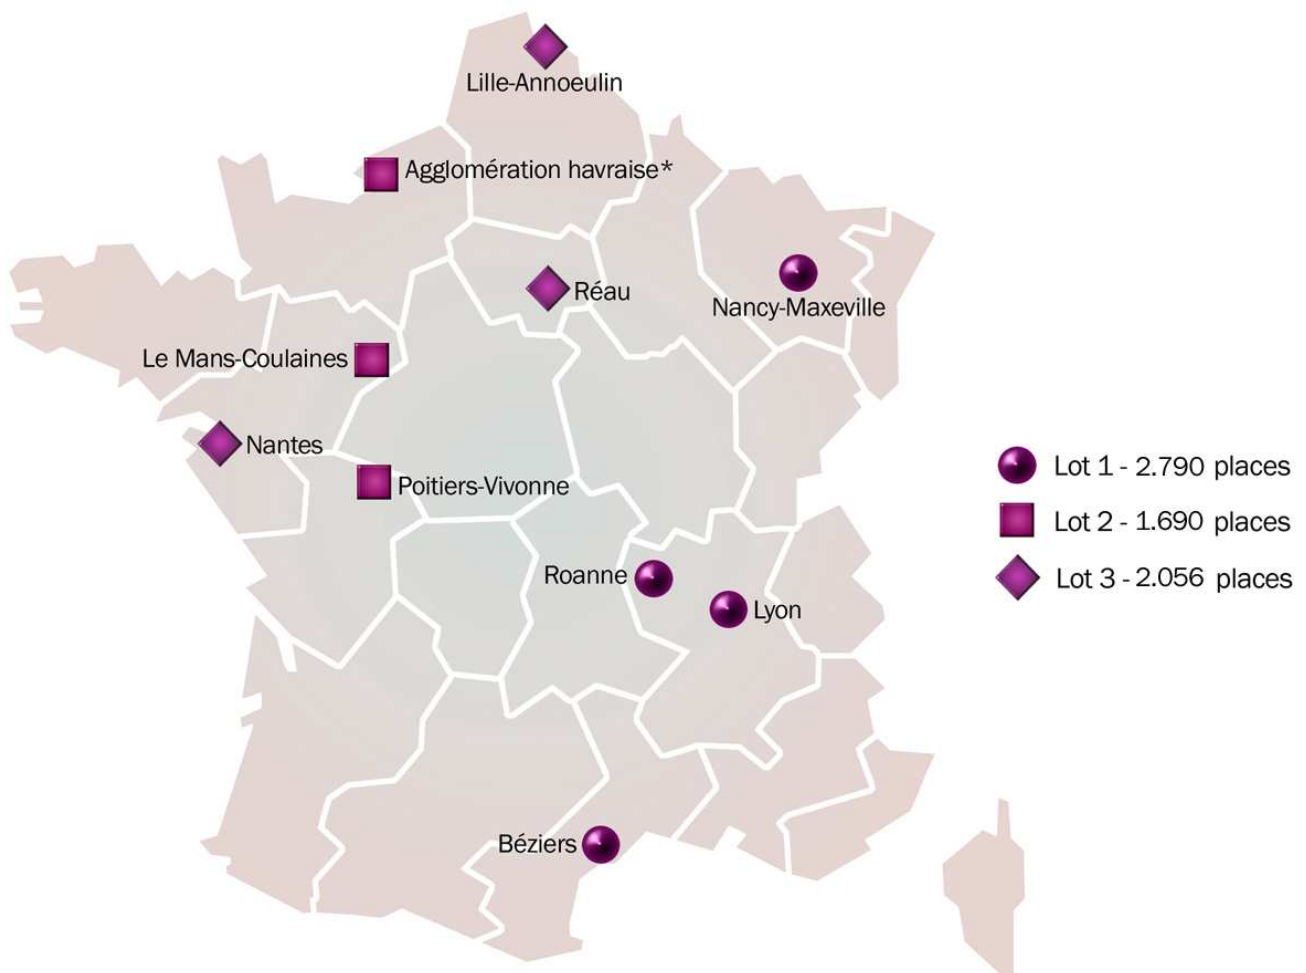 Lille-Annoeulin
Agglomération havraise*
Réau
Nancy-Maxeville
Le Mans-Coulaines
Nantes
Poitiers-Vivonne
Lot 1 - 2.790 places
Lot 2 - 1.690 places
Lot 3 - 2.056 places
Roanne
Lyon
Béziers